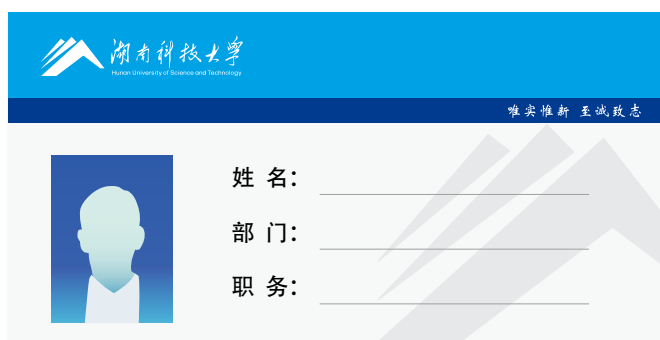 湖南科技大学
Hunan University of Science and Technology
唯实惟新 至诚致志
姓 名：
部 门：
职 务：